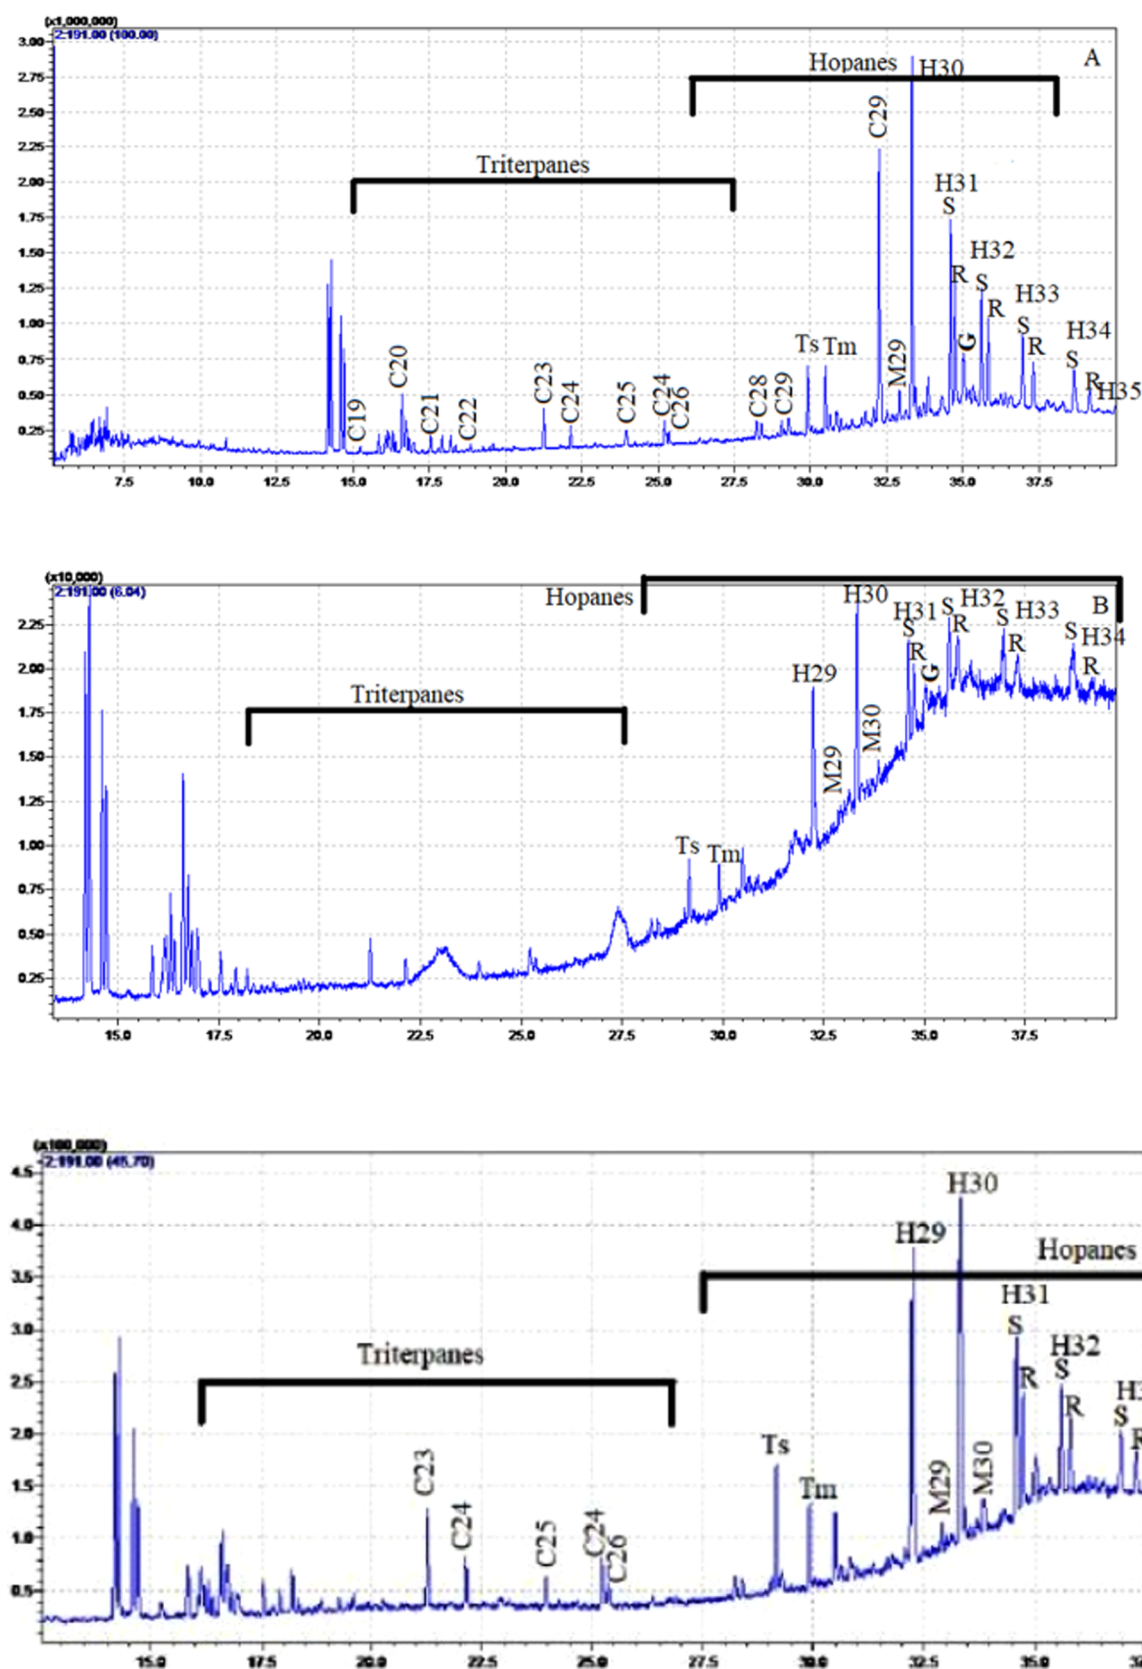 (x1,000,000)
2:191.00 (100.00)
Hopanes
H30
A
C29
Triterpanes
H31
S
R
H32
S
R
H33
S
R
H34
S
R
H35
G
Ts Tm
M29
C19
C20
C21
C22
C23
C24
C25
C24
C26
C28
C29
3.00
2.75
2.50
2.25
2.00
1.75
1.50
1.25
1.00
0.75
0.50
0.25
7.5 10.0 12.5 15.0 17.5 20.0 22.5 25.0 27.5 30.0 32.5 35.0 37.5
(x10,000)
2:191.00 (6.04)
Hopanes
H30
B
H31
S
R
G
S
H32
R
S
H33
R
S
H34
R
Triterpanes
H29
M29
M30
Ts
Tm
2.25
2.00
1.75
1.50
1.25
1.00
0.75
0.50
0.25
15.0 17.5 20.0 22.5 25.0 27.5 30.0 32.5 35.0 37.5
(x100,000)
2:191.00 (45.70)
H30
H29
Hopanes
H31
S
R
H32
S
R
S
Triterpanes
Ts
Tm
M29
M30
C23
C24
C25
C24
C26
4.5
4.0
3.5
3.0
2.5
2.0
1.5
1.0
0.5
15.0 17.5 20.0 22.5 25.0 27.5 30.0 32.5 35.0